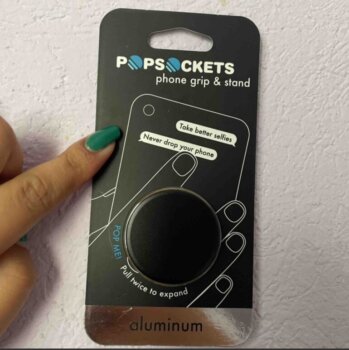 POPSOCKETS
phone grip & stand
Take better selfies
Never drop your phone
POP ME!
Pull twice to expand
aluminum